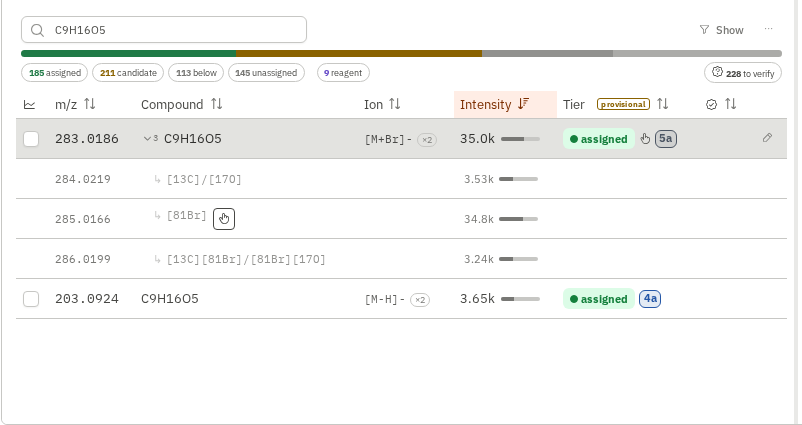 C9H16O5
Show ...
185 assigned 211 candidate 113 below 145 unassigned 9 reagent 228 to verify
m/z Compound Ion Intensity Tier provisional
283.0186 3 C9H16O5 [M+Br]- ×2 35.0k assigned 5a
284.0219 ↳ [13C]/[17O] 3.53k
285.0166 ↳ [81Br] 34.8k
286.0199 ↳ [13C][81Br]/[81Br][17O] 3.24k
203.0924 C9H16O5 [M-H]- ×2 3.65k assigned 4a